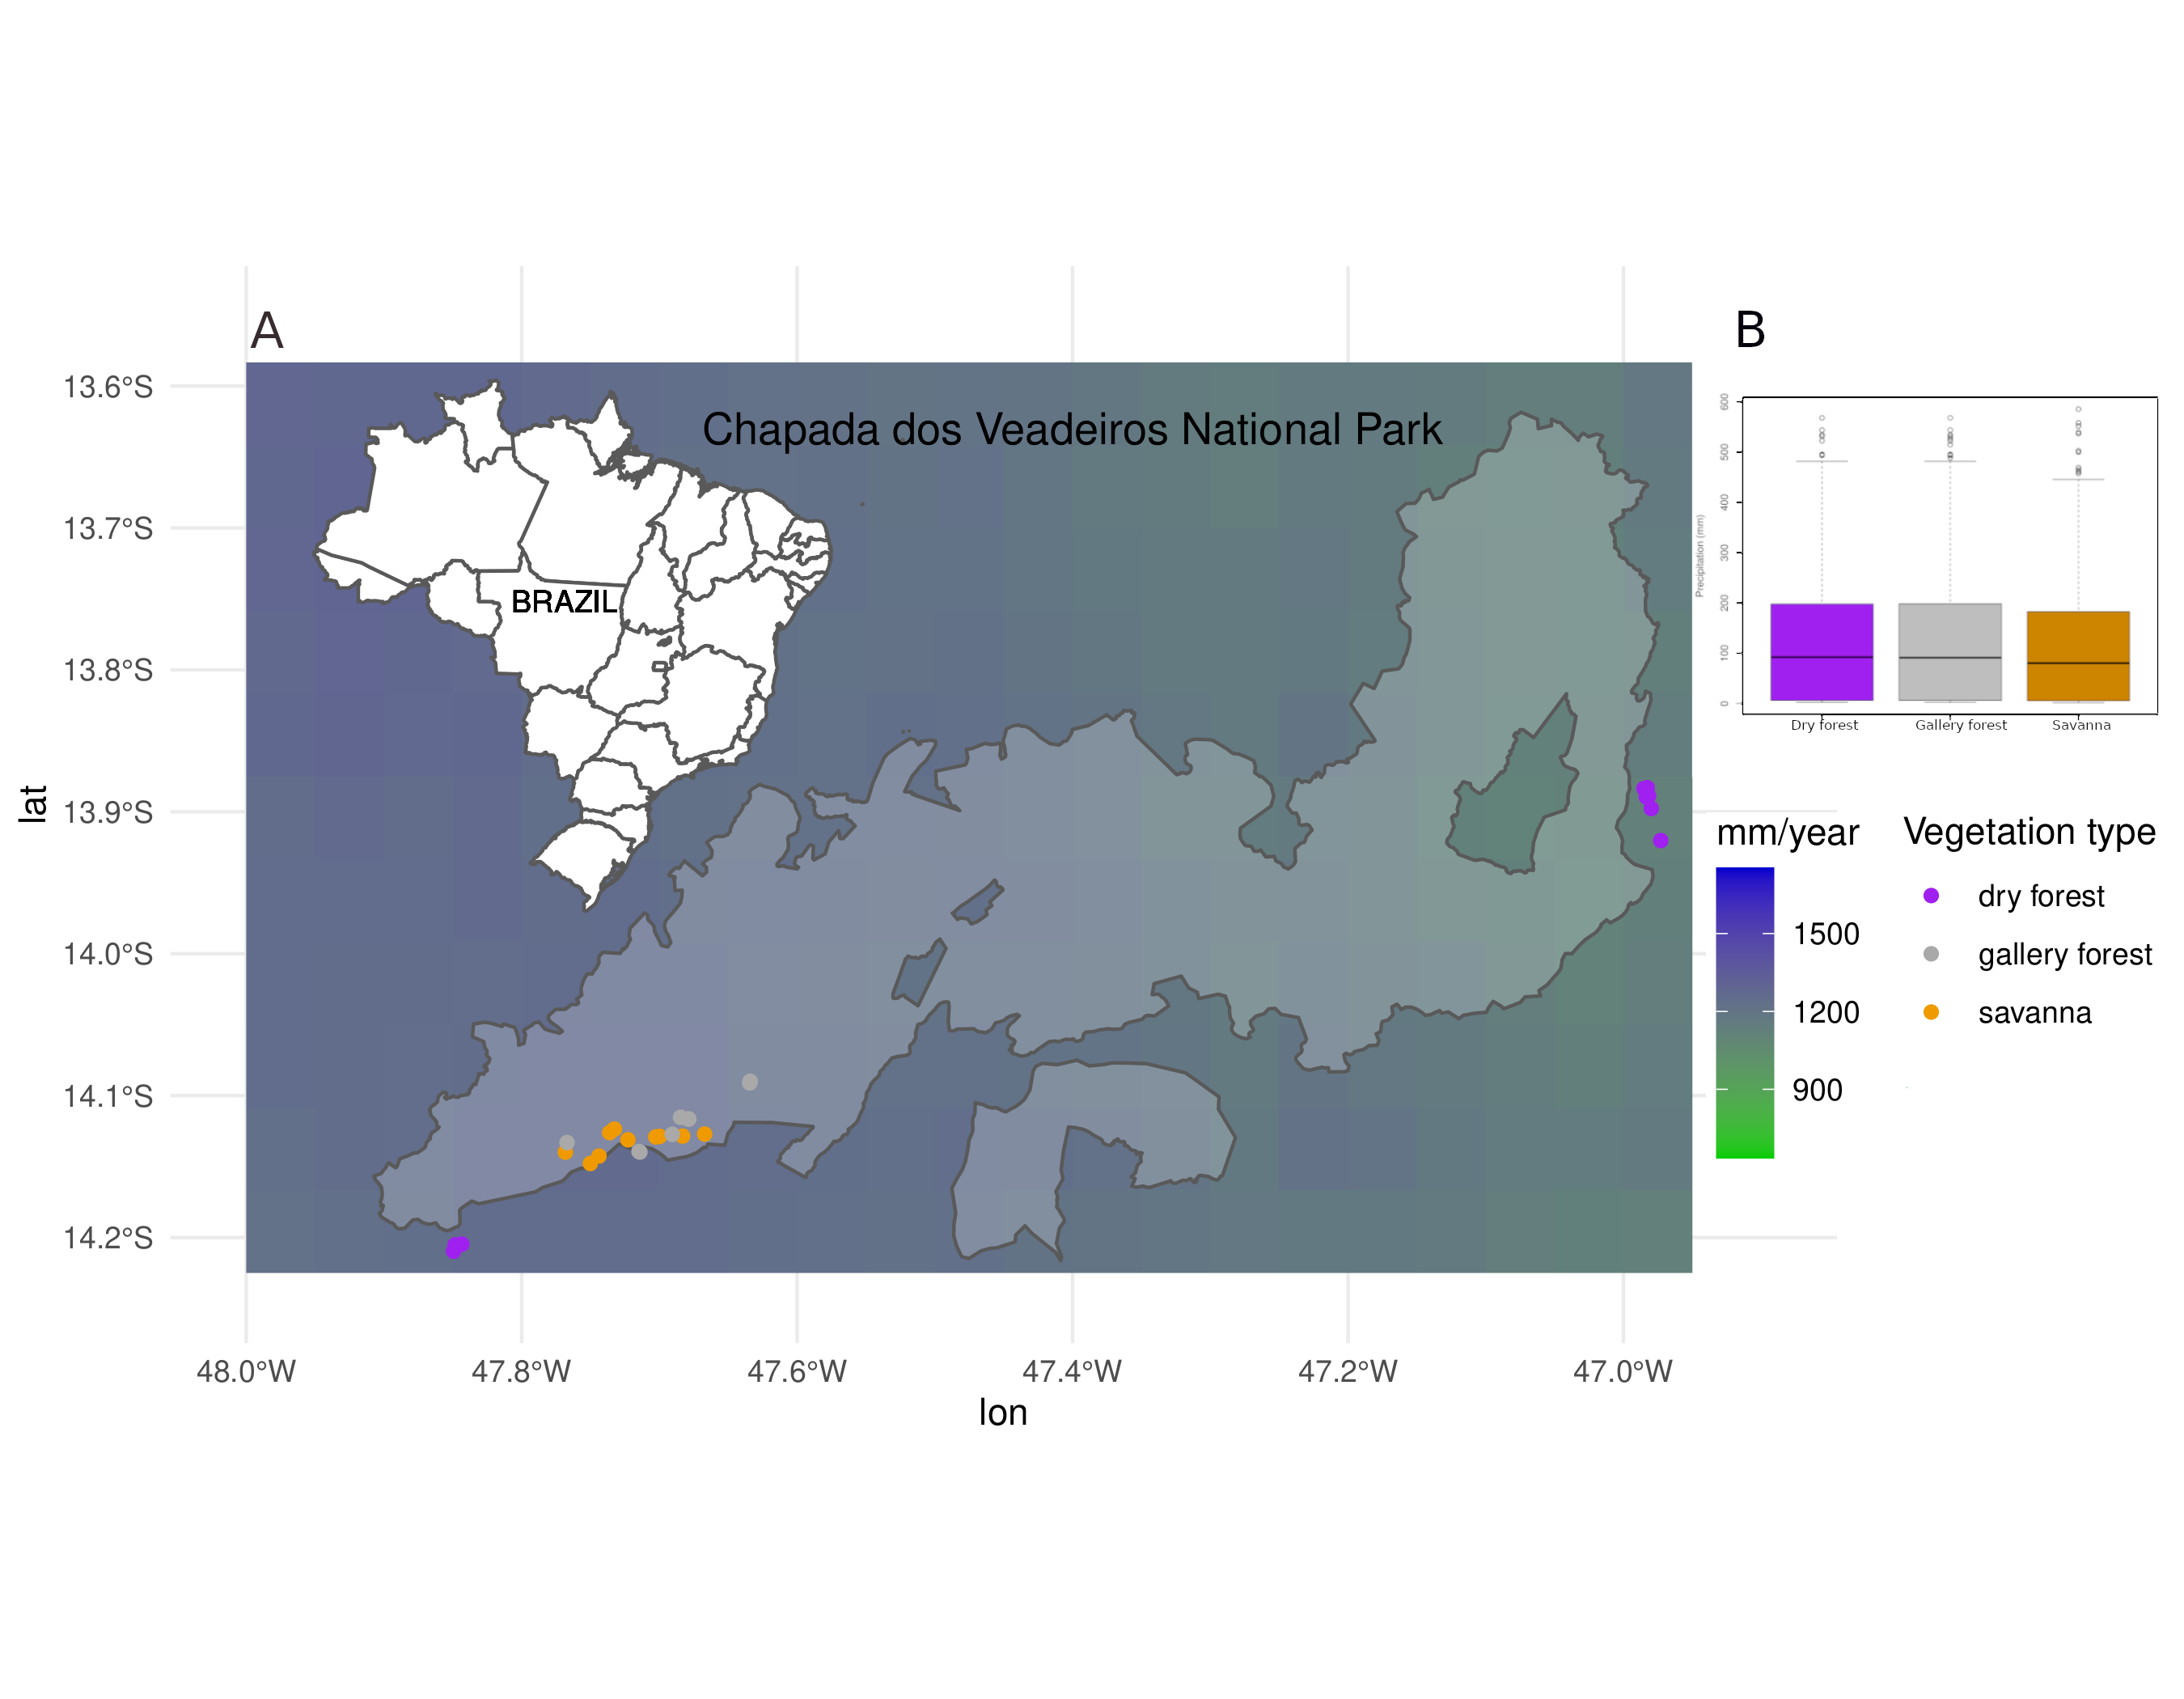 A
B
Chapada dos Veadeiros National Park
BRAZIL
lat
13.6°S
13.7°S
13.8°S
13.9°S
14.0°S
14.1°S
14.2°S
48.0°W 47.8°W 47.6°W 47.4°W 47.2°W 47.0°W
lon
Precipitation (mm)
600
500
400
300
200
100
0
Dry forest Gallery forest Savanna
mm/year
1500
1200
900
Vegetation type
dry forest
gallery forest
savanna